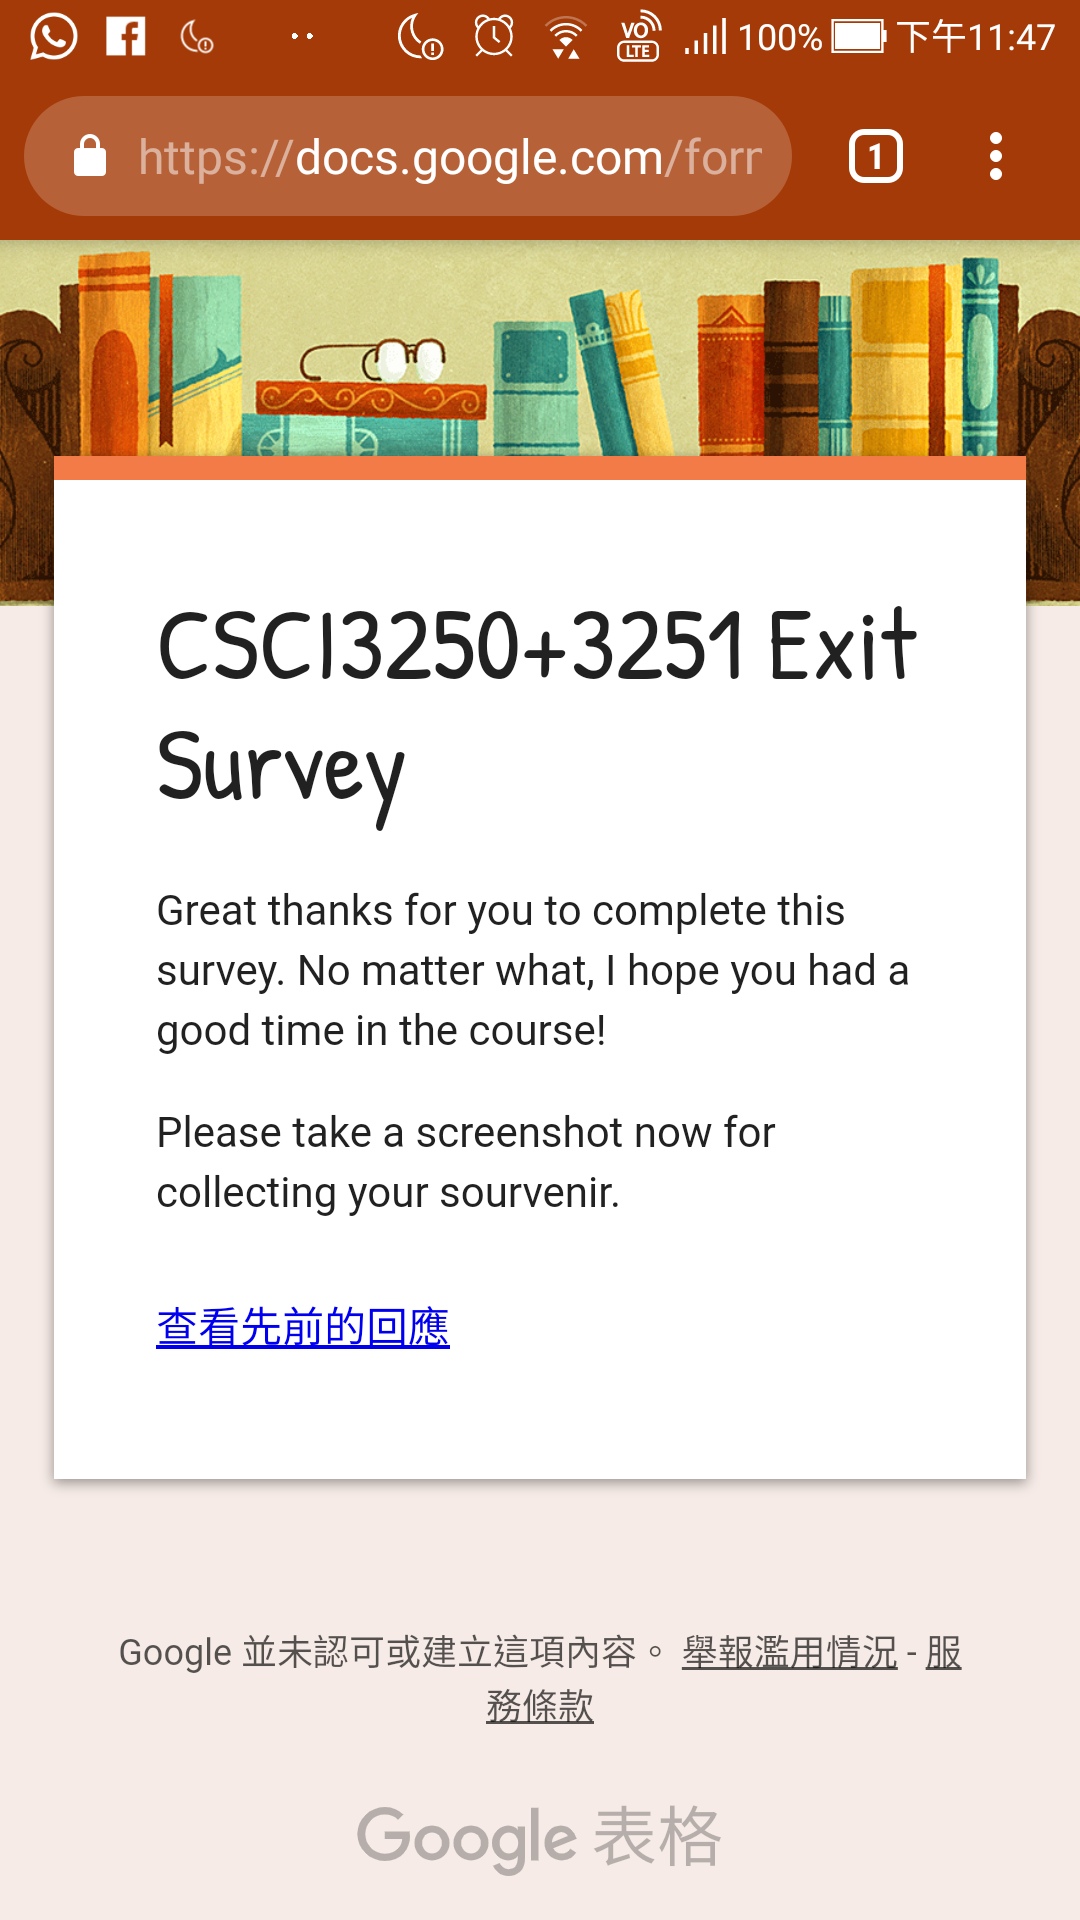 VO LTE 100% 下午11:47
https://docs.google.com/forr 1
CSCI3250+3251 Exit
Survey
Great thanks for you to complete this
survey. No matter what, I hope you had a
good time in the course!
Please take a screenshot now for
collecting your sourvenir.
查看先前的回應
Google 並未認可或建立這項內容。 舉報濫用情況 - 服
務條款
Google 表格